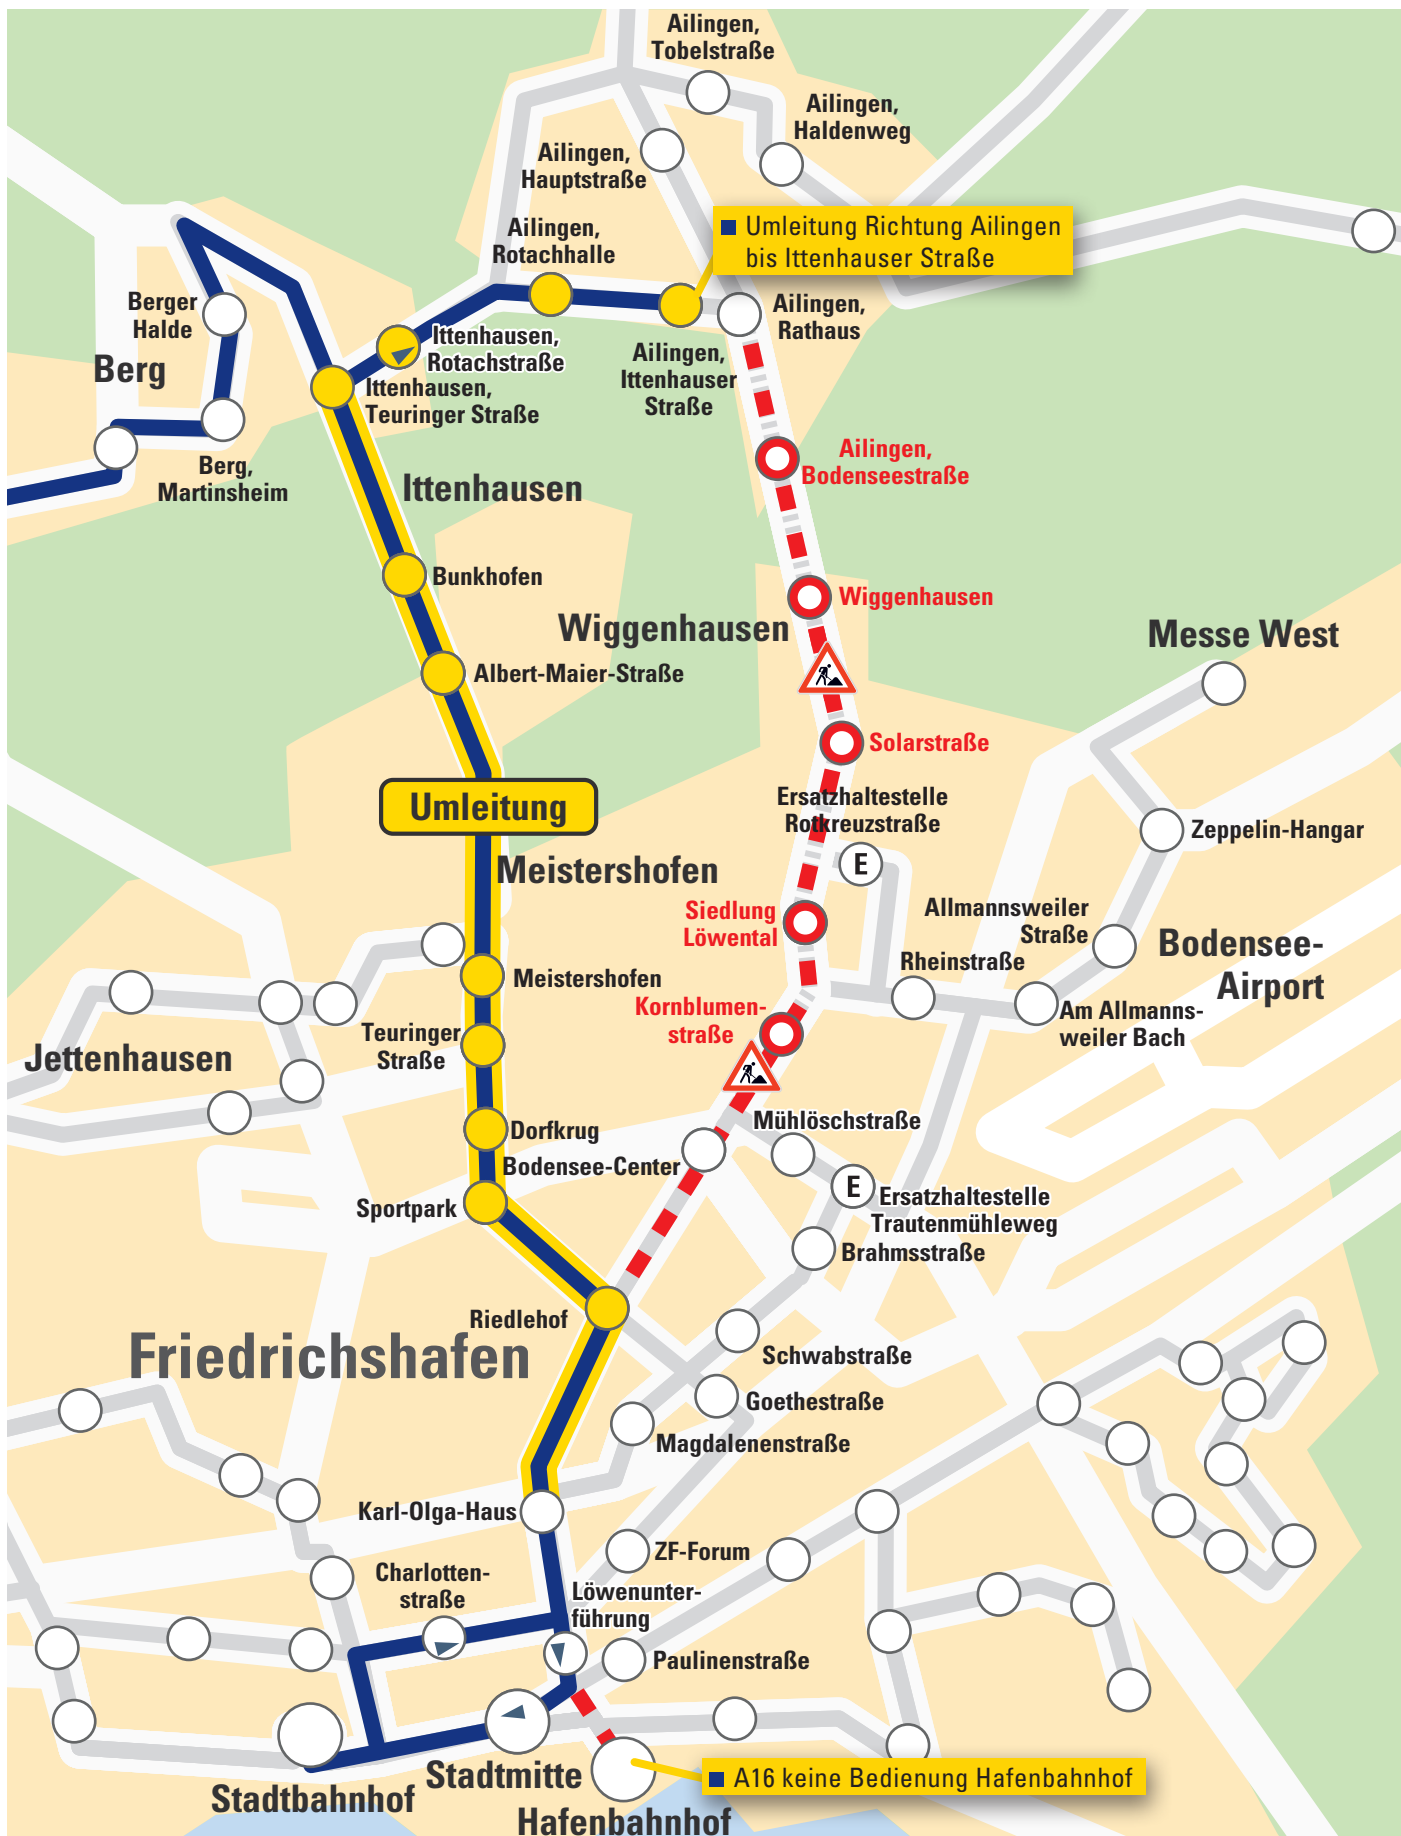 Ailingen,
Tobelstraße
Ailingen,
Haldenweg
Ailingen,
Hauptstraße
Ailingen,
Rotachhalle
Umleitung Richtung Ailingen
bis Ittenhauser Straße
Berger
Halde
Ailingen,
Rathaus
Ittenhausen,
Rotachstraße
Berg
Ailingen,
Ittenhauser
Straße
Ittenhausen,
Teuringer Straße
Ailingen,
Bodenseestraße
Berg,
Martinsheim
Ittenhausen
Bunkhofen
Wiggenhausen
Wiggenhausen
Messe West
Albert-Maier-Straße
Solarstraße
Umleitung
Ersatzhaltestelle
Rotkreuzstraße
E
Zeppelin-Hangar
Meistershofen
Siedlung
Löwental
Allmannsweiler
Straße
Bodensee-
Airport
Rheinstraße
Meistershofen
Kornblumen-
straße
Am Allmanns-
weiler Bach
Teuringer
Straße
Jettenhausen
Mühlöschstraße
Dorfkrug
Bodensee-Center
E
Ersatzhaltestelle
Trautenmühleweg
Sportpark
Brahmsstraße
Riedlehof
Friedrichshafen
Schwabstraße
Goethestraße
Magdalenenstraße
Karl-Olga-Haus
ZF-Forum
Charlotten-
straße
Löwenunter-
führung
Paulinenstraße
Stadtmitte
A16 keine Bedienung Hafenbahnhof
Stadtbahnhof
Hafenbahnhof